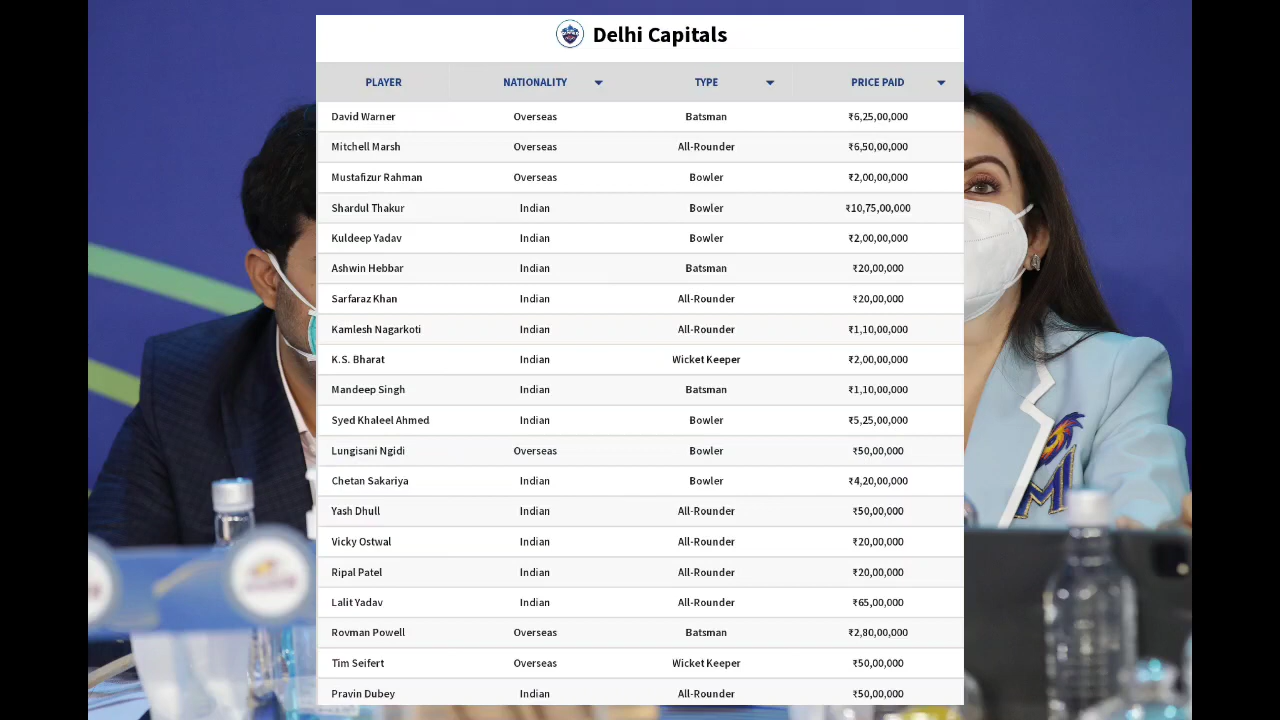 Delhi Capitals
PLAYER NATIONALITY TYPE PRICE PAID
David Warner Overseas Batsman ₹6,25,00,000
Mitchell Marsh Overseas All-Rounder ₹6,50,00,000
Mustafizur Rahman Overseas Bowler ₹2,00,00,000
Shardul Thakur Indian Bowler ₹10,75,00,000
Kuldeep Yadav Indian Bowler ₹2,00,00,000
Ashwin Hebbar Indian Batsman ₹20,00,000
Sarfaraz Khan Indian All-Rounder ₹20,00,000
Kamlesh Nagarkoti Indian All-Rounder ₹1,10,00,000
K.S. Bharat Indian Wicket Keeper ₹2,00,00,000
Mandeep Singh Indian Batsman ₹1,10,00,000
Syed Khaleel Ahmed Indian Bowler ₹5,25,00,000
Lungisani Ngidi Overseas Bowler ₹50,00,000
Chetan Sakariya Indian Bowler ₹4,20,00,000
Yash Dhull Indian All-Rounder ₹50,00,000
Vicky Ostwal Indian All-Rounder ₹20,00,000
Ripal Patel Indian All-Rounder ₹20,00,000
Lalit Yadav Indian All-Rounder ₹65,00,000
Rovman Powell Overseas Batsman ₹2,80,00,000
Tim Seifert Overseas Wicket Keeper ₹50,00,000
Pravin Dubey Indian All-Rounder ₹50,00,000